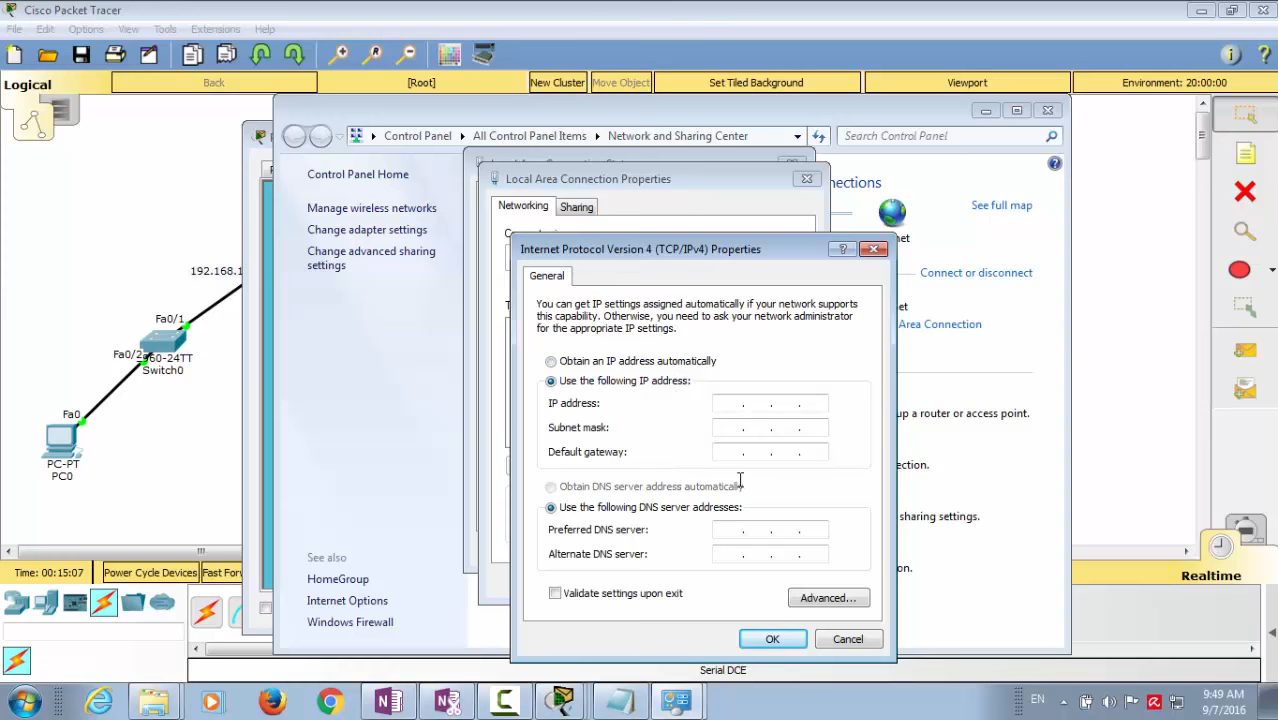 Cisco Packet Tracer
File Edit Options View Tools Extensions Help
Logical Back [Root] New Cluster Move Object Set Tiled Background Viewport Environment: 20:00:00
Control Panel All Control Panel Items Network and Sharing Center Search Control Panel
Control Panel Home
Manage wireless networks
Change adapter settings
Change advanced sharing
settings
See also
HomeGroup
Internet Options
Windows Firewall
Local Area Connection Properties
Networking Sharing
Internet Protocol Version 4 (TCP/IPv4) Properties
General
You can get IP settings assigned automatically if your network supports
this capability. Otherwise, you need to ask your network administrator
for the appropriate IP settings.
Obtain an IP address automatically
Use the following IP address:
IP address: . . .
Subnet mask: . . .
Default gateway: . . .
Obtain DNS server address automatically
Use the following DNS server addresses:
Preferred DNS server: . . .
Alternate DNS server: . . .
Validate settings upon exit
Advanced...
OK Cancel
See full map
Connect or disconnect
Area Connection
up a router or access point.
sharing settings.
192.168.1
Fa0/1
Fa0/2
960-24TT
Switch0
Fa0
PC-PT
PC0
Time: 00:15:07 Power Cycle Devices Fast For
Realtime
Serial DCE
EN
9:49 AM
9/7/2016